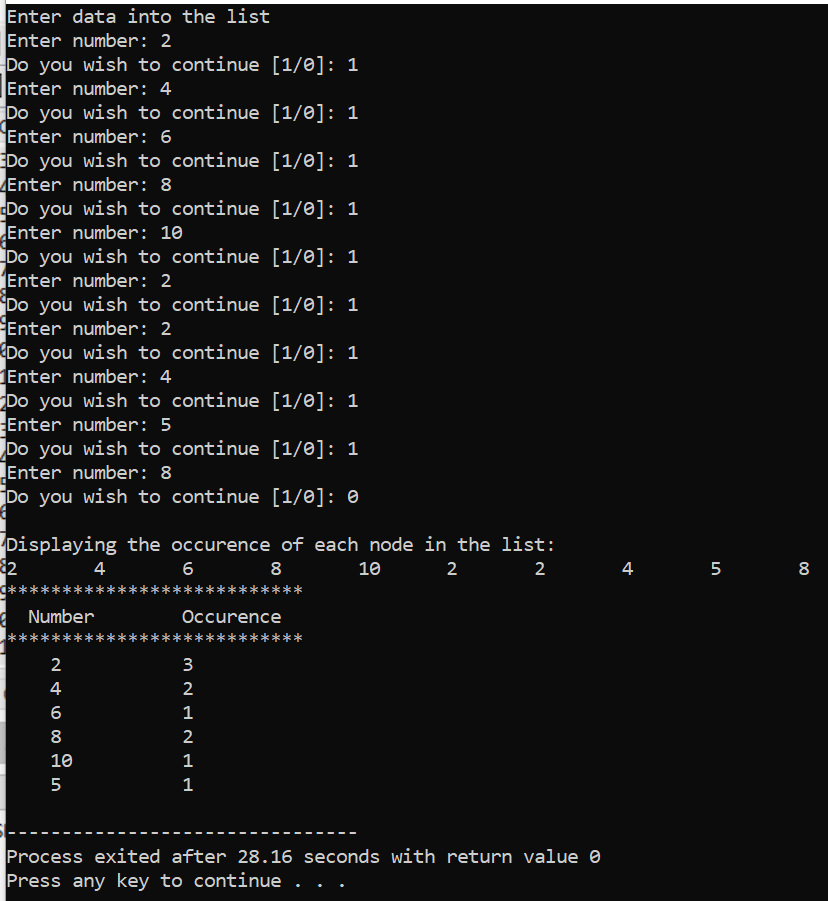 Enter data into the list
Enter number: 2
Do you wish to continue [1/0]: 1
Enter number: 4
Do you wish to continue [1/0]: 1
Enter number: 6
Do you wish to continue [1/0]: 1
Enter number: 8
Do you wish to continue [1/0]: 1
Enter number: 10
Do you wish to continue [1/0]: 1
Enter number: 2
Do you wish to continue [1/0]: 1
Enter number: 2
Do you wish to continue [1/0]: 1
Enter number: 4
Do you wish to continue [1/0]: 1
Enter number: 5
Do you wish to continue [1/0]: 1
Enter number: 8
Do you wish to continue [1/0]: 0

Displaying the occurence of each node in the list:
2       4       6       8       10      2       2       4       5       8
***************************
  Number        Occurence
***************************
    2           3
    4           2
    6           1
    8           2
    10          1
    5           1

--------------------------------
Process exited after 28.16 seconds with return value 0
Press any key to continue . . .